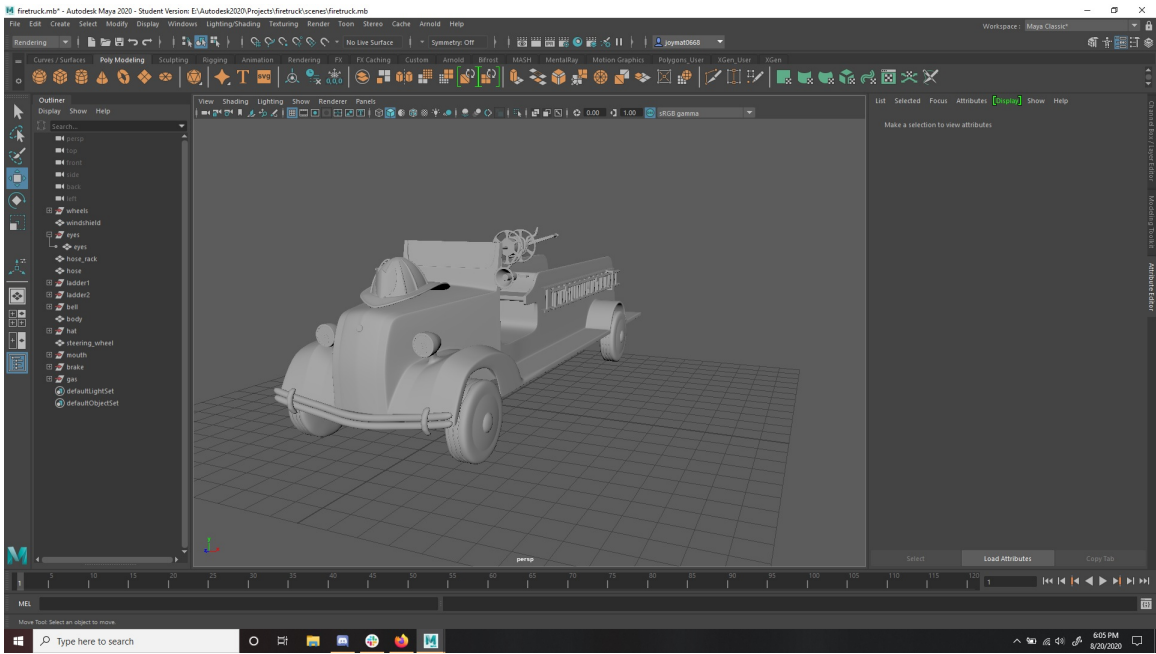 firetruck.mb* - Autodesk Maya 2020 - Student Version: E:\Autodesk2020\Projects\firetruck\scenes\firetruck.mb
File Edit Create Select Modify Display Windows Lighting/Shading Texturing Render Toon Stereo Cache Arnold Help
Workspace: Maya Classic*
Rendering No Live Surface Symmetry: Off joymat0668
Curves / Surfaces Poly Modeling Sculpting Rigging Animation Rendering FX FX Caching Custom Arnold Bifrost MASH MentalRay Motion Graphics Polygons_User XGen_User XGen
Outliner
Display Show Help
Search...
persp
top
front
side
back
left
wheels
windshield
eyes
eyes
hose_rack
hose
ladder1
ladder2
bell
body
hat
steering_wheel
mouth
brake
gas
defaultLightSet
defaultObjectSet
View Shading Lighting Show Renderer Panels
0.00 1.00 sRGB gamma
persp
List Selected Focus Attributes Display Show Help
Make a selection to view attributes
Channel Box / Layer Editor
Modeling Toolkit
Attribute Editor
Select Load Attributes Copy Tab
1 5 10 15 20 25 30 35 40 45 50 55 60 65 70 75 80 85 90 95 100 105 110 115 120 1
MEL
Move Tool: Select an object to move.
Type here to search
6:05 PM
8/20/2020